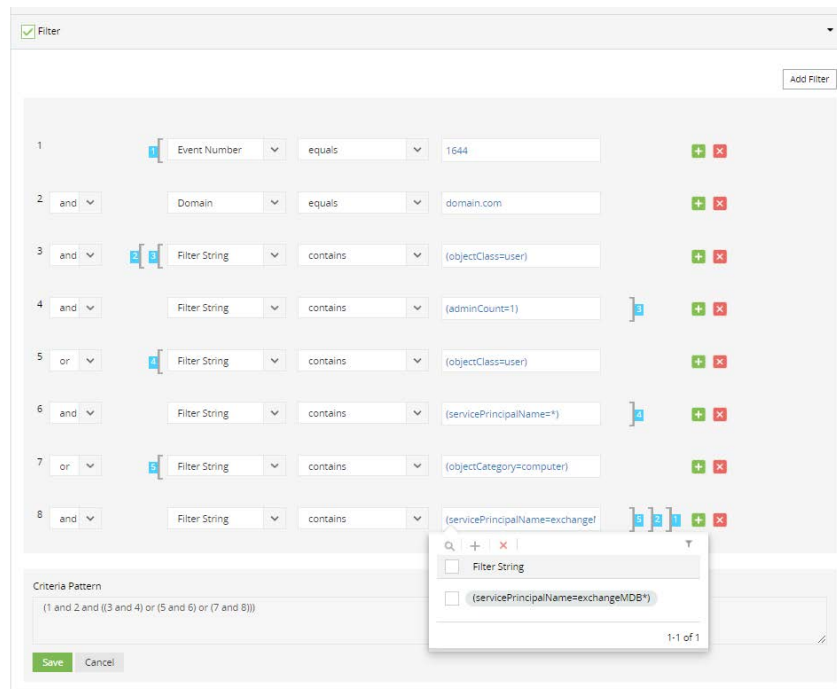 Filter
Add Filter
1 1 Event Number equals 1644
2 and Domain equals domain.com
3 and 2 3 Filter String contains (objectClass=user)
4 and Filter String contains (adminCount=1) 3
5 or 4 Filter String contains (objectClass=user)
6 and Filter String contains (servicePrincipalName=*) 4
7 or 5 Filter String contains (objectCategory=computer)
8 and Filter String contains (servicePrincipalName=exchangeM 5 2 1
Filter String
(servicePrincipalName=exchangeMDB*)
1-1 of 1
Criteria Pattern
(1 and 2 and ((3 and 4) or (5 and 6) or (7 and 8)))
Save Cancel